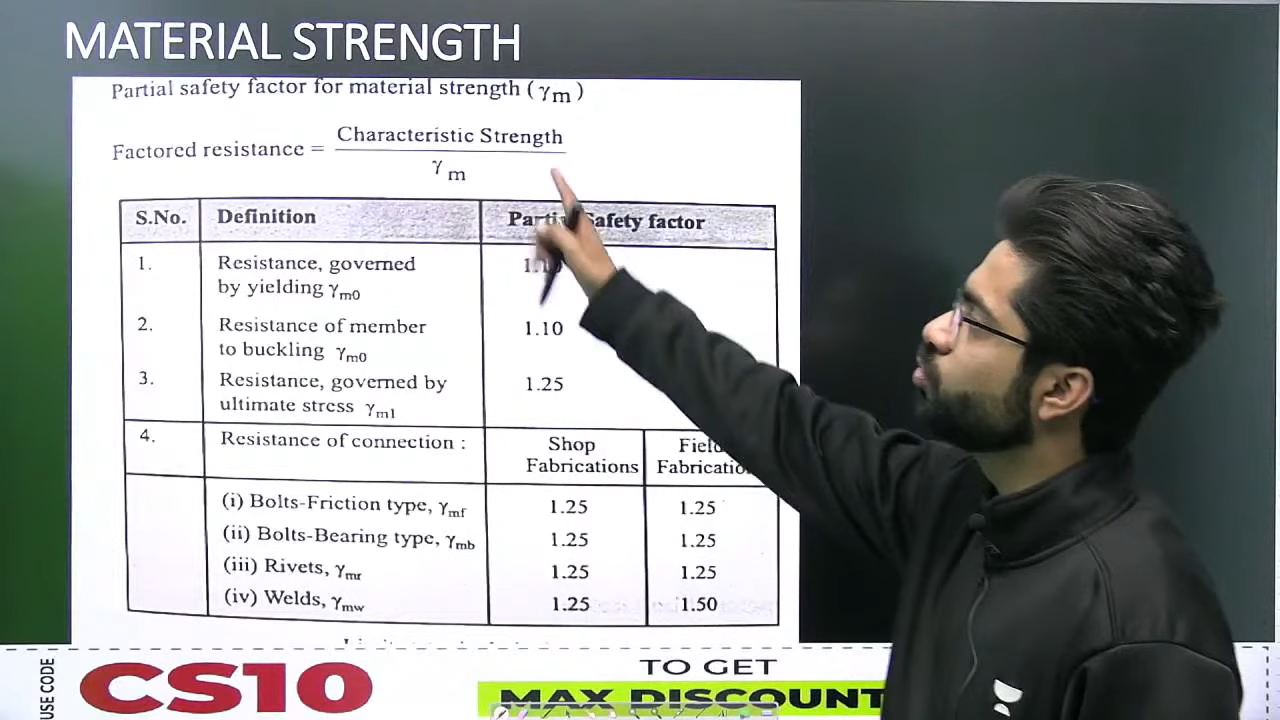 MATERIAL STRENGTH
Partial safety factor for material strength (γm)
Factored resistance = Characteristic Strength
γ m
S.No. Definition Safety factor
1. Resistance, governed
by yielding γm0
2. Resistance of member 1.10
to buckling γm0
3. Resistance, governed by 1.25
ultimate stress γm1
4. Resistance of connection : Shop
Fabrications
(i) Bolts-Friction type, γmf 1.25 1.25
(ii) Bolts-Bearing type, γmb 1.25 1.25
(iii) Rivets, γmr 1.25 1.25
(iv) Welds, γmw 1.25 1.50
USE CODE
CS10
TO GET
MAX DISCOUNT